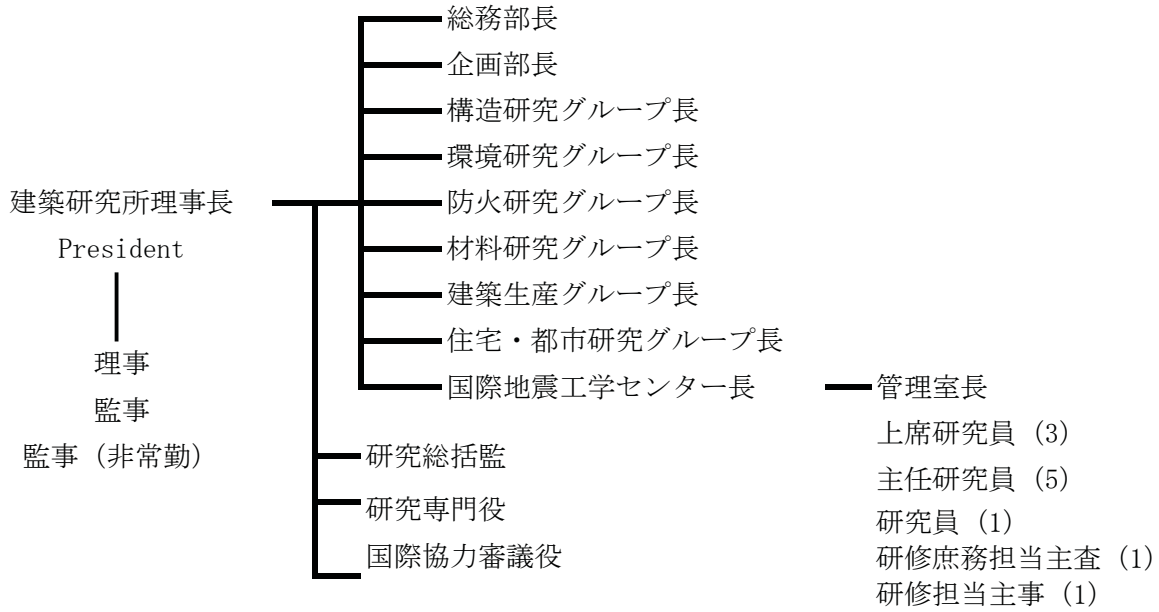 総務部長
企画部長
構造研究グループ長
環境研究グループ長
建築研究所理事長
防火研究グループ長
President
材料研究グループ長
建築生産グループ長
住宅・都市研究グループ長
理事
国際地震工学センター長
管理室長
監事
上席研究員 (3)
監事 (非常勤)
研究総括監
主任研究員 (5)
研究専門役
研究員 (1)
国際協力審議役
研修庶務担当主査 (1)
研修担当主事 (1)